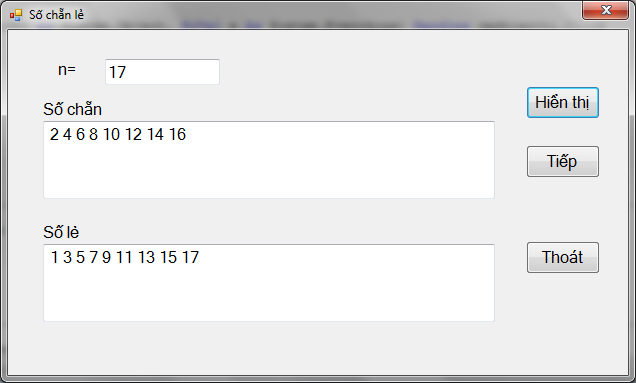 Số chẵn lẻ
n=
17
Hiển thị
Số chẵn
2 4 6 8 10 12 14 16
Tiếp
Số lẻ
1 3 5 7 9 11 13 15 17
Thoát